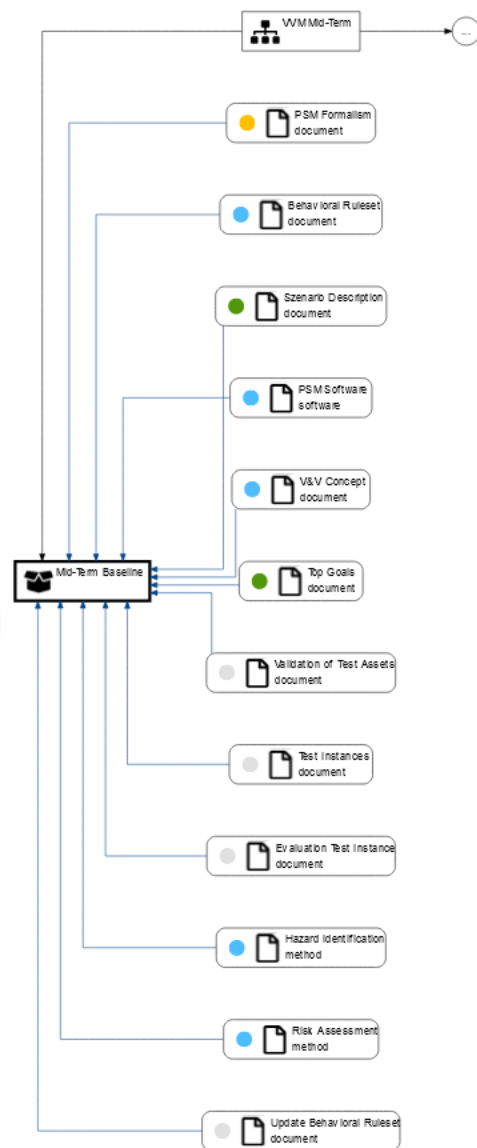 VVM Mid-Term
...
PSM Formalism
document
Behavioral Ruleset
document
Szenario Description
document
PSM Software
software
V&V Concept
document
Mid-Term Baseline
Top Goals
document
Validation of Test Assets
document
Test Instances
document
Evaluation Test Instance
document
Hazard Identification
method
Risk Assessment
method
Update Behavioral Ruleset
document